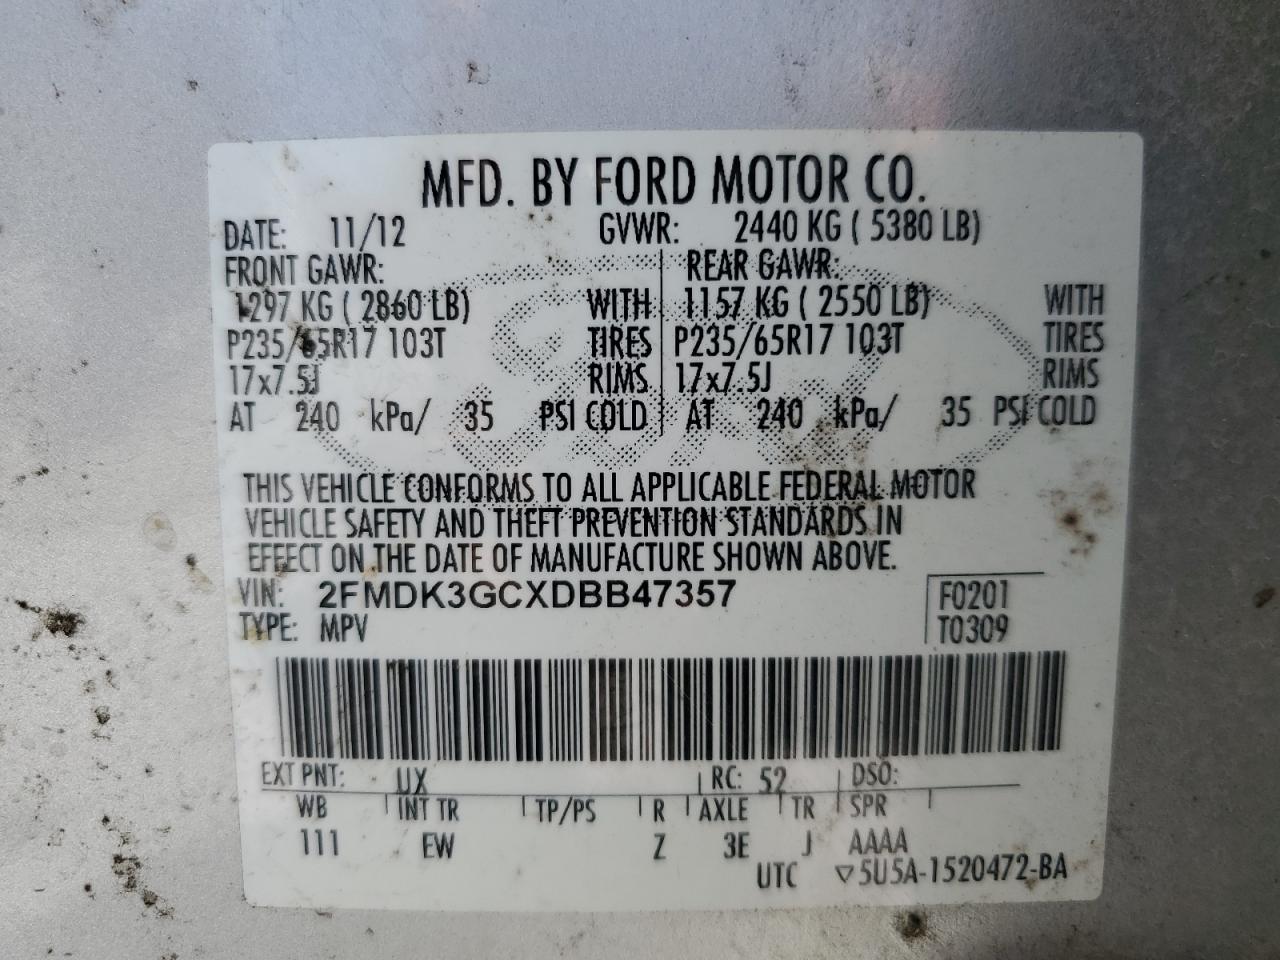 MFD. BY FORD MOTOR CO.
DATE: 11/12 GVWR: 2440 KG ( 5380 LB)
FRONT GAWR: REAR GAWR:
1297 KG ( 2860 LB) WITH 1157 KG ( 2550 LB) WITH
P235/65R17 103T TIRES P235/65R17 103T TIRES
17x7.5J RIMS 17x7.5J RIMS
AT 240 kPa/ 35 PSI COLD AT 240 kPa/ 35 PSI COLD
THIS VEHICLE CONFORMS TO ALL APPLICABLE FEDERAL MOTOR
VEHICLE SAFETY AND THEFT PREVENTION STANDARDS IN
EFFECT ON THE DATE OF MANUFACTURE SHOWN ABOVE.
VIN: 2FMDK3GCXDBB47357 F0201
TYPE: MPV T0309
EXT PNT: UX RC: 52 DSO:
WB INT TR TP/PS R AXLE TR SPR
111 EW Z 3E J AAAA
UTC ▽5U5A-1520472-BA